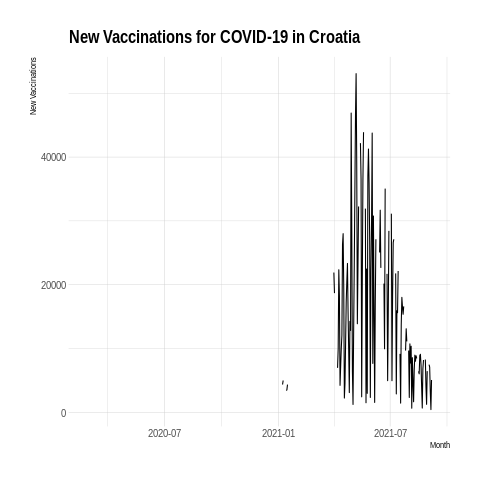 New Vaccinations for COVID-19 in Croatia
New Vaccinations
40000
20000
0
2020-07 2021-01 2021-07
Month